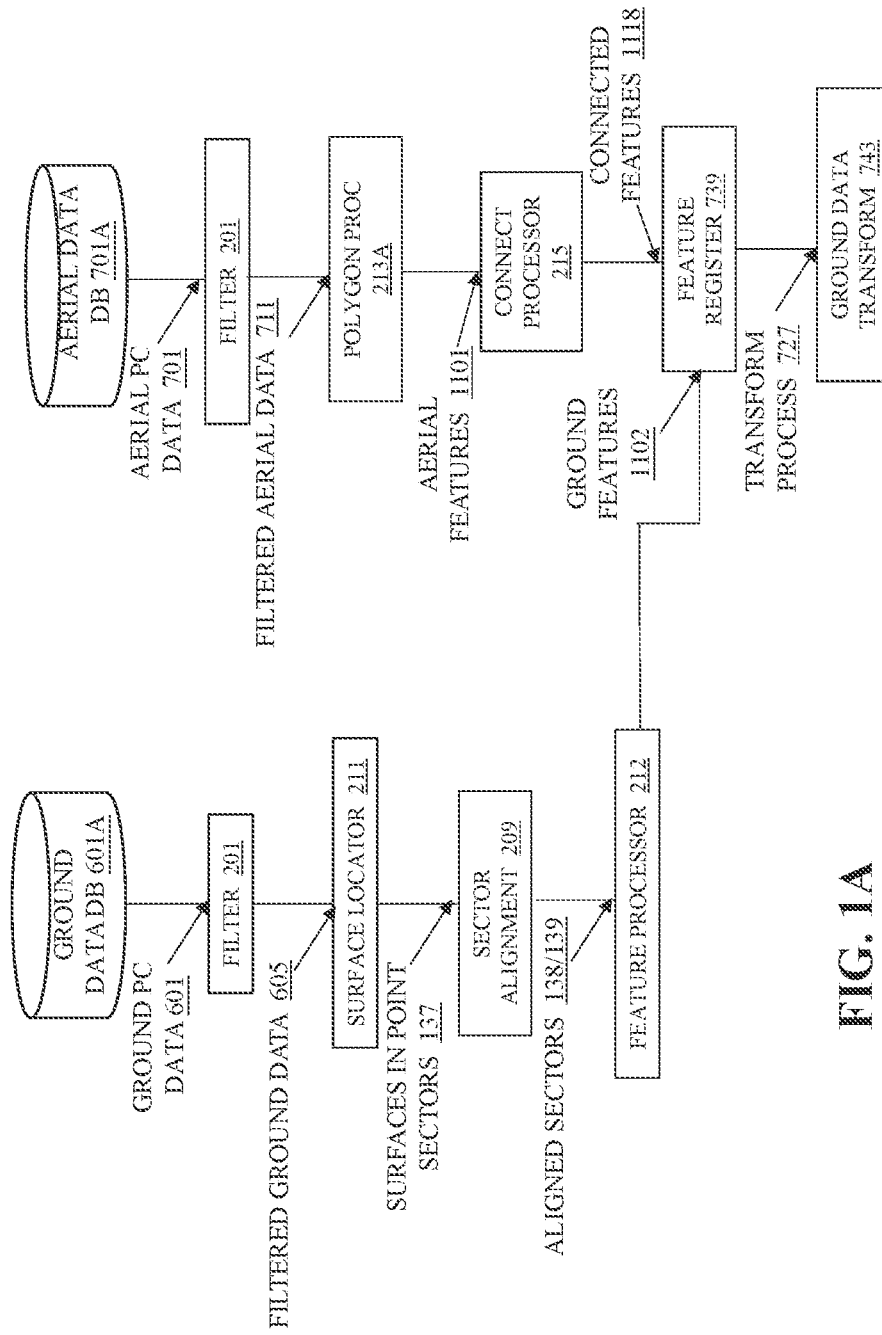 GROUND
DATADB 601A
GROUND PC
DATA 601
FILTER 201
FILTERED GROUND DATA 605
SURFACE LOCATOR 211
SURFACES IN POINT
SECTORS 137
SECTOR
ALIGNMENT 209
ALIGNED SECTORS 138/139
FEATURE PROCESSOR 212
AERIAL DATA
DB 701A
AERIAL PC
DATA 701
FILTER 201
FILTERED AERIAL DATA 711
POLYGON PROC
213A
AERIAL
FEATURES 1101
CONNECT
PROCESSOR
215
CONNECTED
FEATURES 1118
GROUND
FEATURES
1102
FEATURE
REGISTER 739
TRANSFORM
PROCESS 727
GROUND DATA
TRANSFORM 743
FIG. 1A